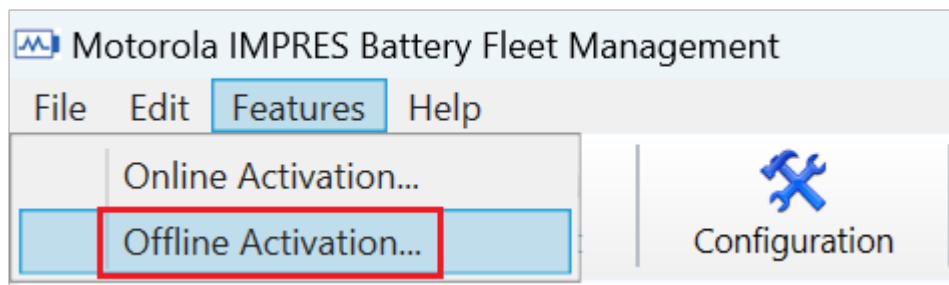 Motorola IMPRES Battery Fleet Management
File Edit Features Help
Online Activation...
Offline Activation...
Configuration